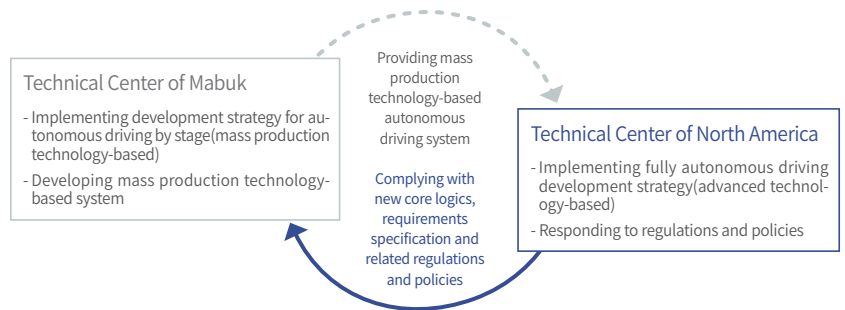 Technical Center of Mabuk
- Implementing development strategy for au-
tonomous driving by stage(mass production
technology-based)
- Developing mass production technology-
based system
Providing mass
production
technology-based
autonomous
driving system
Complying with
new core logics,
requirements
specification and
related regulations
and policies
Technical Center of North America
- Implementing fully autonomous driving
development strategy(advanced technol-
ogy-based)
- Responding to regulations and policies